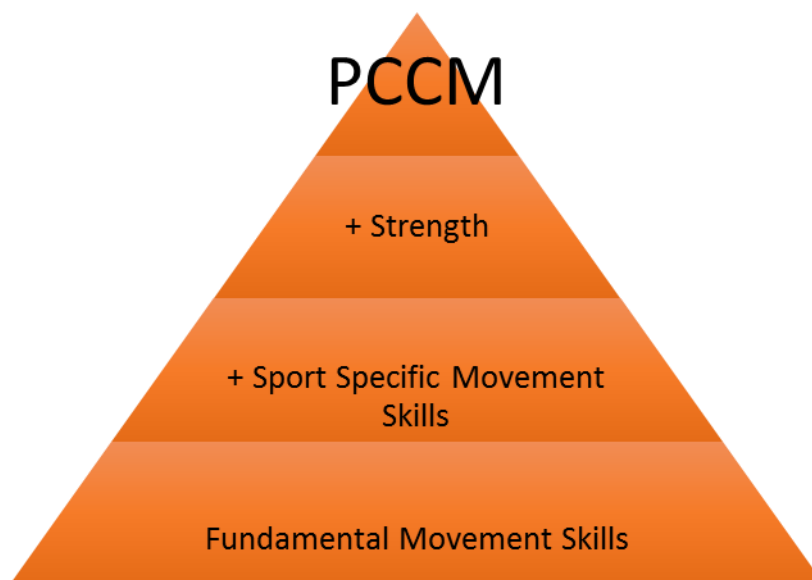 PCCM
+ Strength
+ Sport Specific Movement
Skills
Fundamental Movement Skills